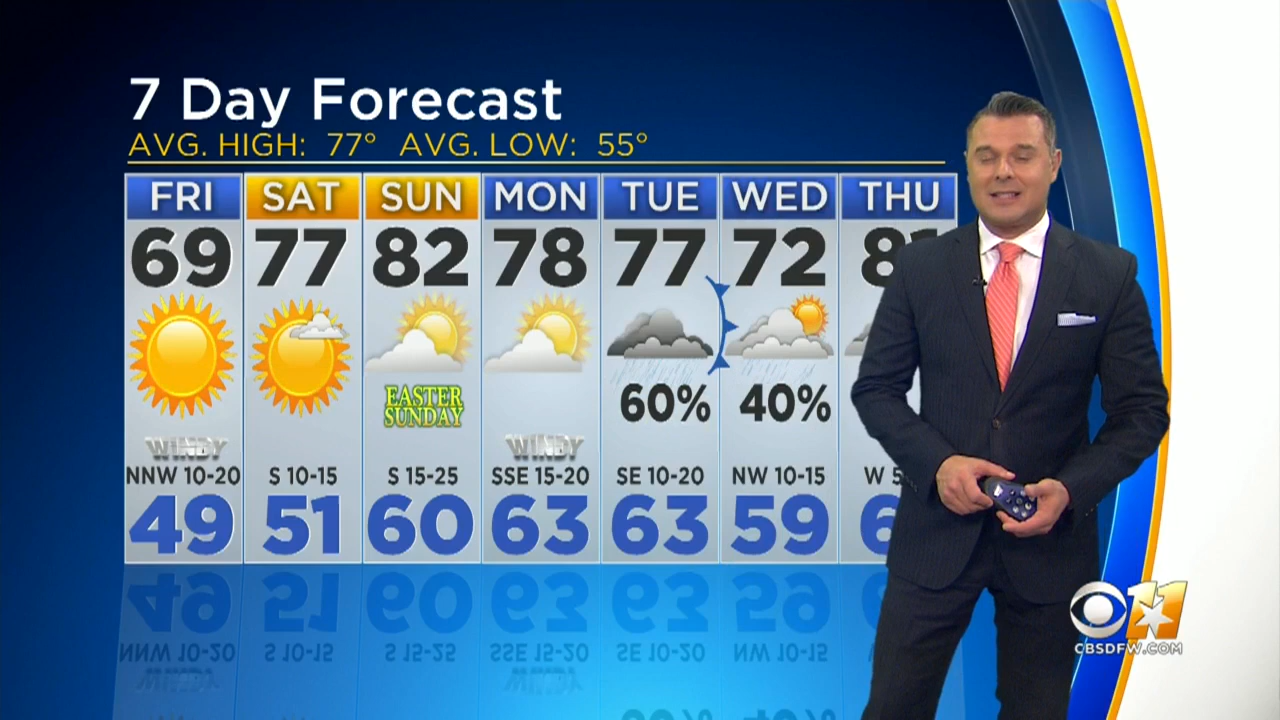 7 Day Forecast
AVG. HIGH: 77° AVG. LOW: 55°
FRI SAT SUN MON TUE WED THU
69 77 82 78 77 72
EASTER
SUNDAY
60% 40%
WINDY WINDY
NNW 10-20 S 10-15 S 15-25 SSE 15-20 SE 10-20 NW 10-15 W
49 51 60 63 63 59
11
CBSDFW.COM